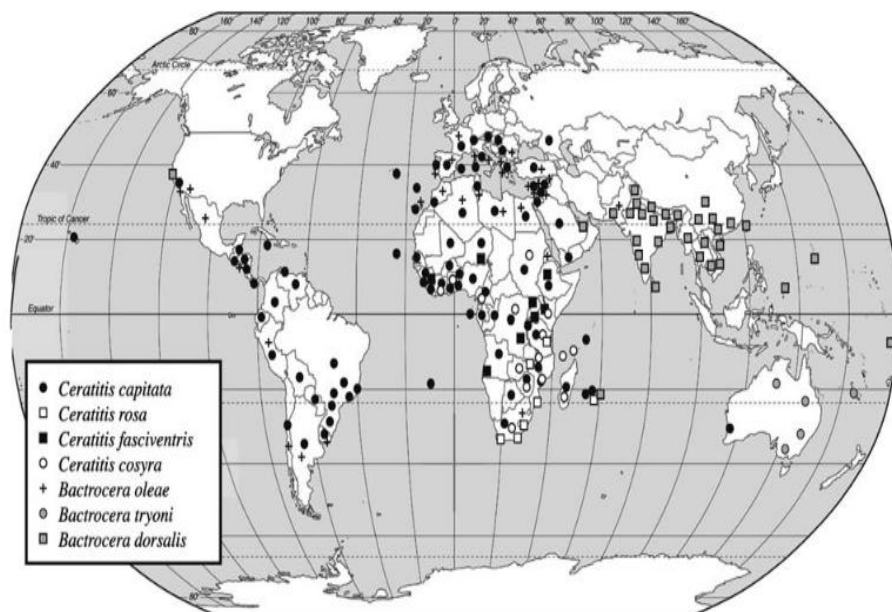 160° 140° 120° 100° 80° 60° 40° 20° 0 20° 40° 60° 80° 100° 120° 140° 160°
80°
Arctic Circle
60°
40°
Tropic of Cancer
20°
Equator
Ceratitis capitata
Ceratitis rosa
Ceratitis fasciventris
Ceratitis cosyra
Bactrocera oleae
Bactrocera tryoni
Bactrocera dorsalis